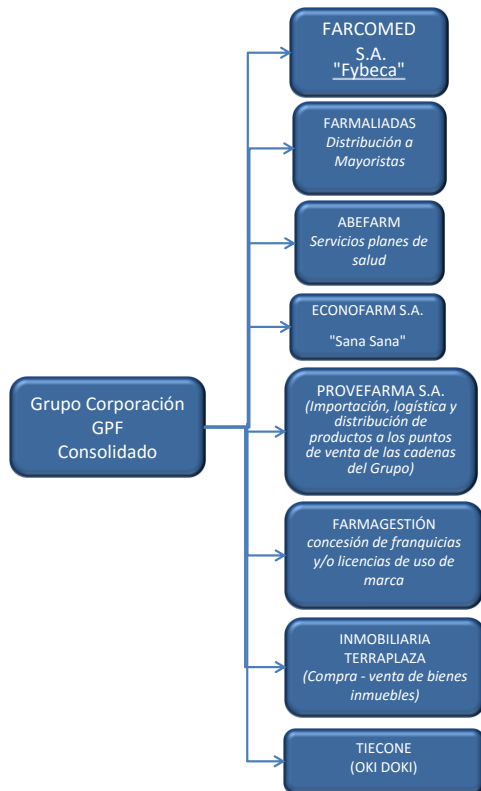 FARCOMED
S.A.
"Fybeca"
FARMALIADAS
Distribución a
Mayoristas
ABEFARM
Servicios planes de
salud
ECONOFARM S.A.
"Sana Sana"
Grupo Corporación
GPF
Consolidado
PROVEFARMA S.A.
(Importación, logística y
distribución de
productos a los puntos
de venta de las cadenas
del Grupo)
FARMAGESTIÓN
concesión de franquicias
y/o licencias de uso de
marca
INMOBILIARIA
TERRAPLAZA
(Compra - venta de bienes
inmuebles)
TIECONE
(OKI DOKI)